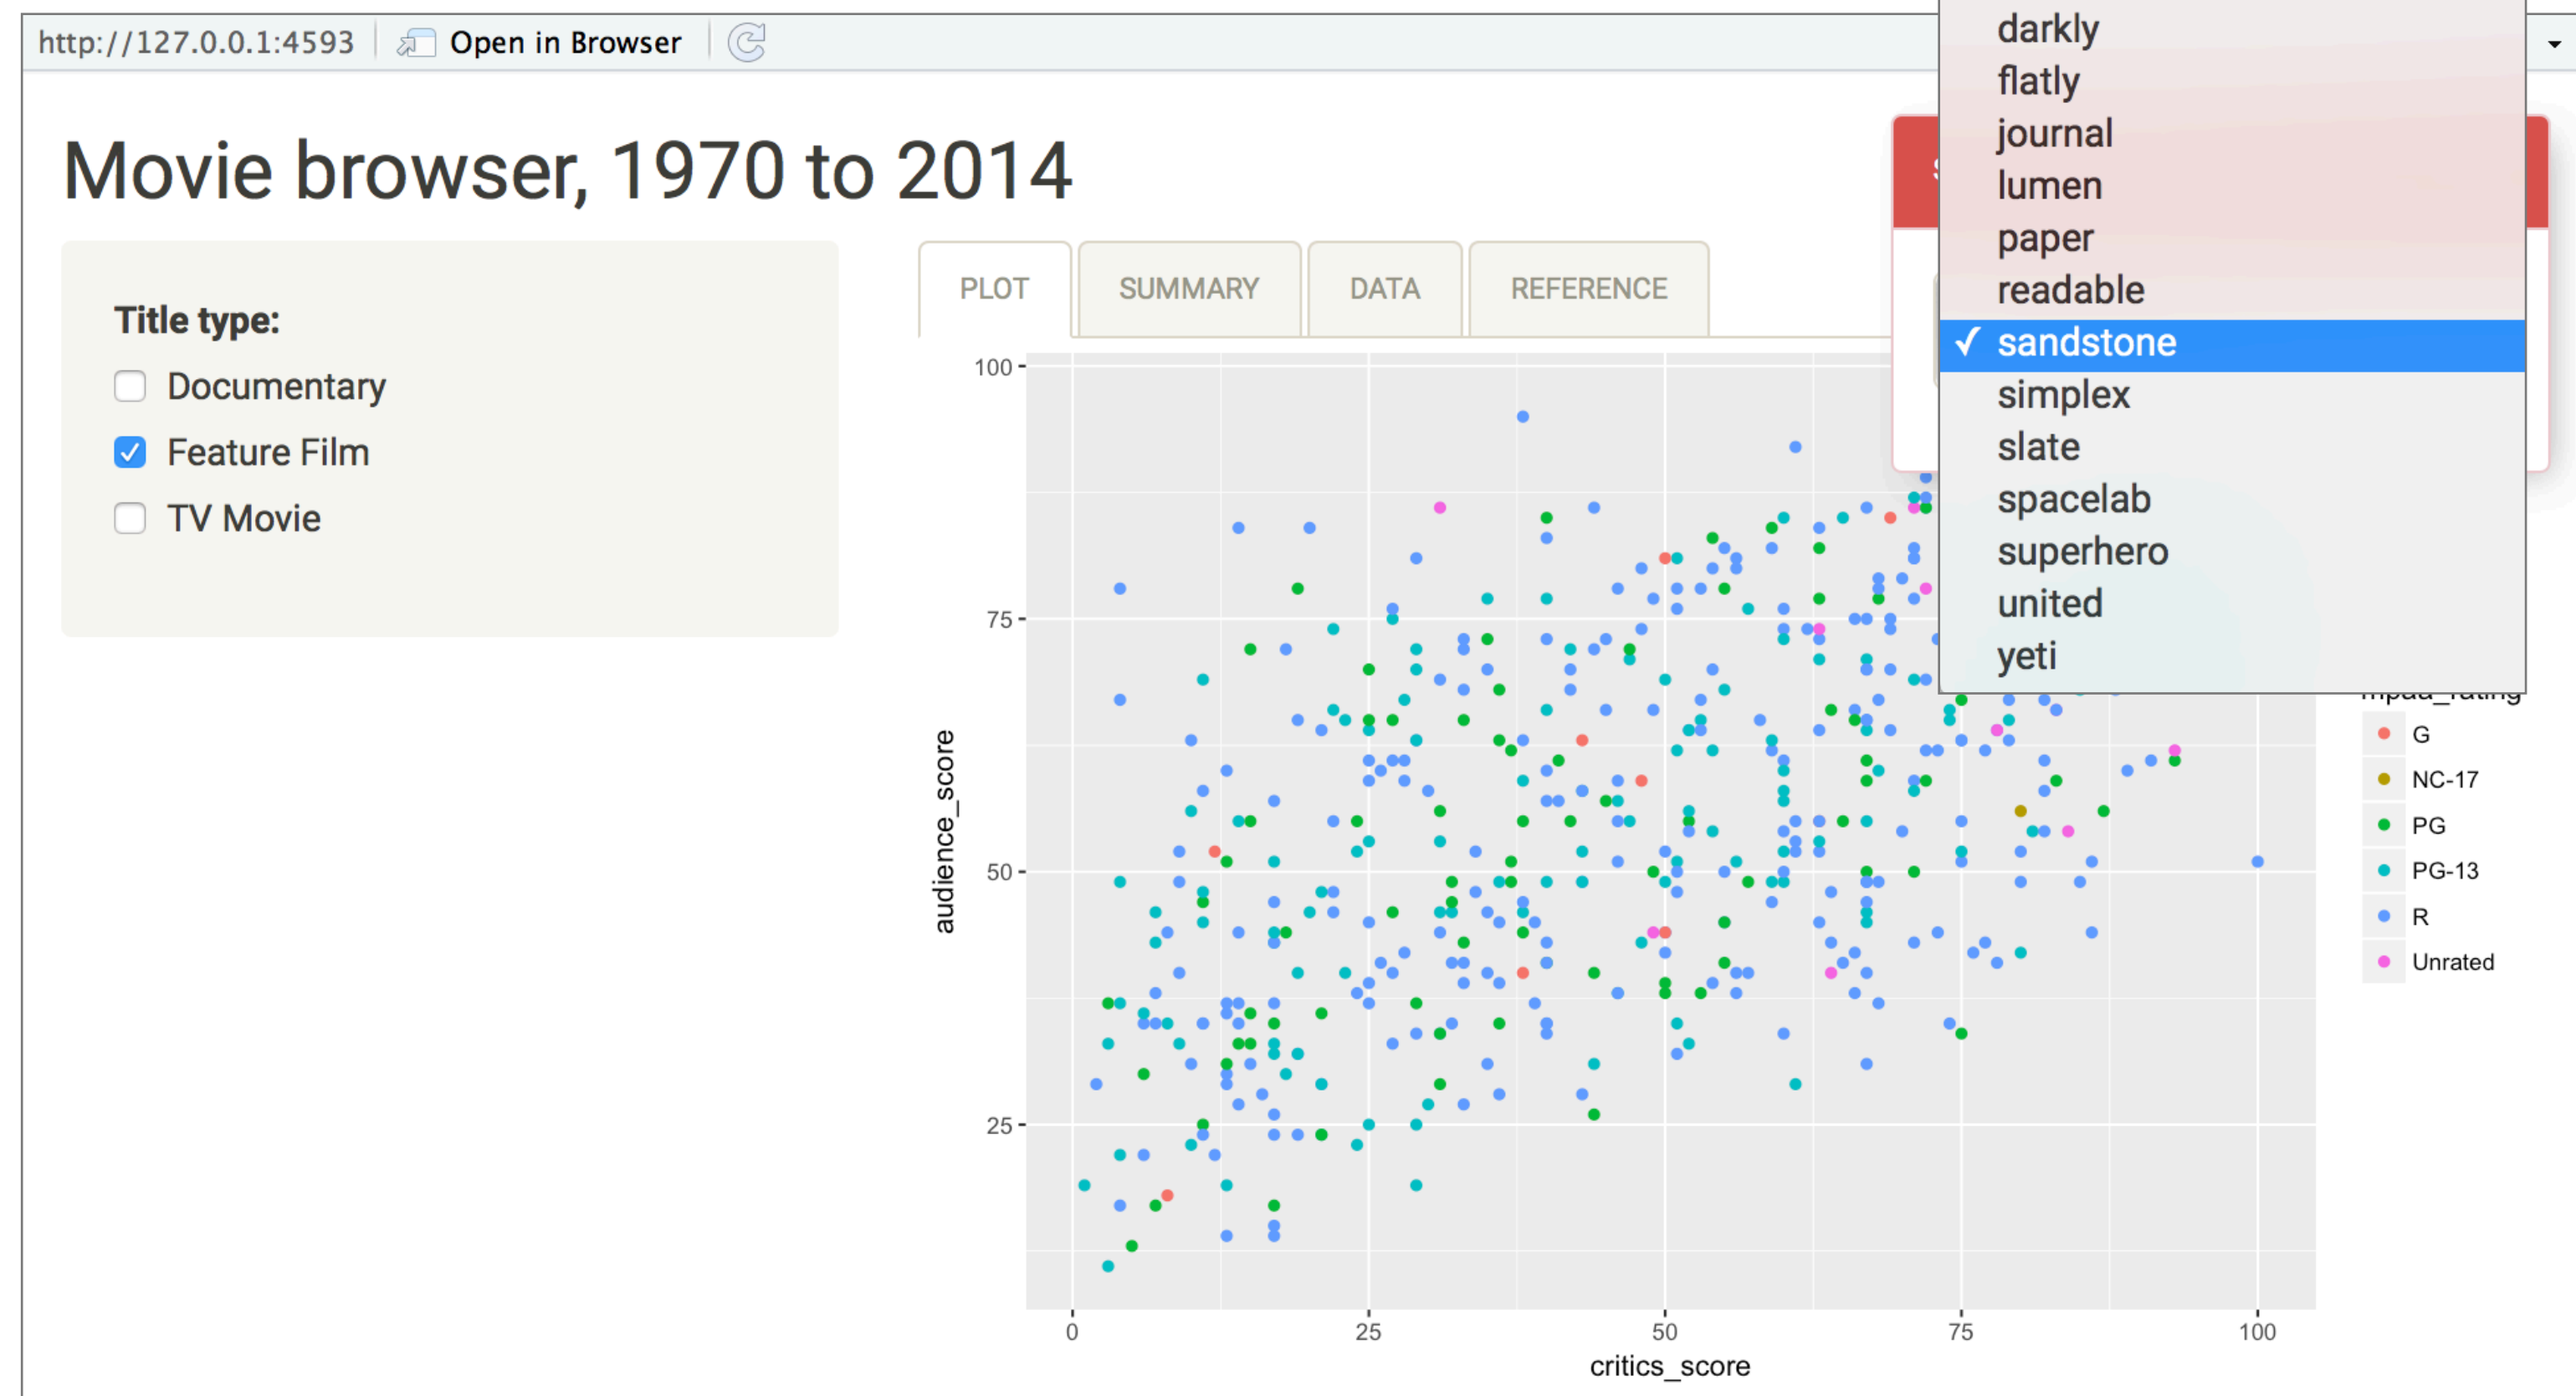 http://127.0.0.1:4593 Open in Browser
Movie browser, 1970 to 2014
Title type:
Documentary
Feature Film
TV Movie
PLOT SUMMARY DATA REFERENCE
darkly
flatly
journal
lumen
paper
readable
✓ sandstone
simplex
slate
spacelab
superhero
united
yeti
100
75
50
25
audience_score
0 25 50 75 100
critics_score
mpaa_rating
G
NC-17
PG
PG-13
R
Unrated